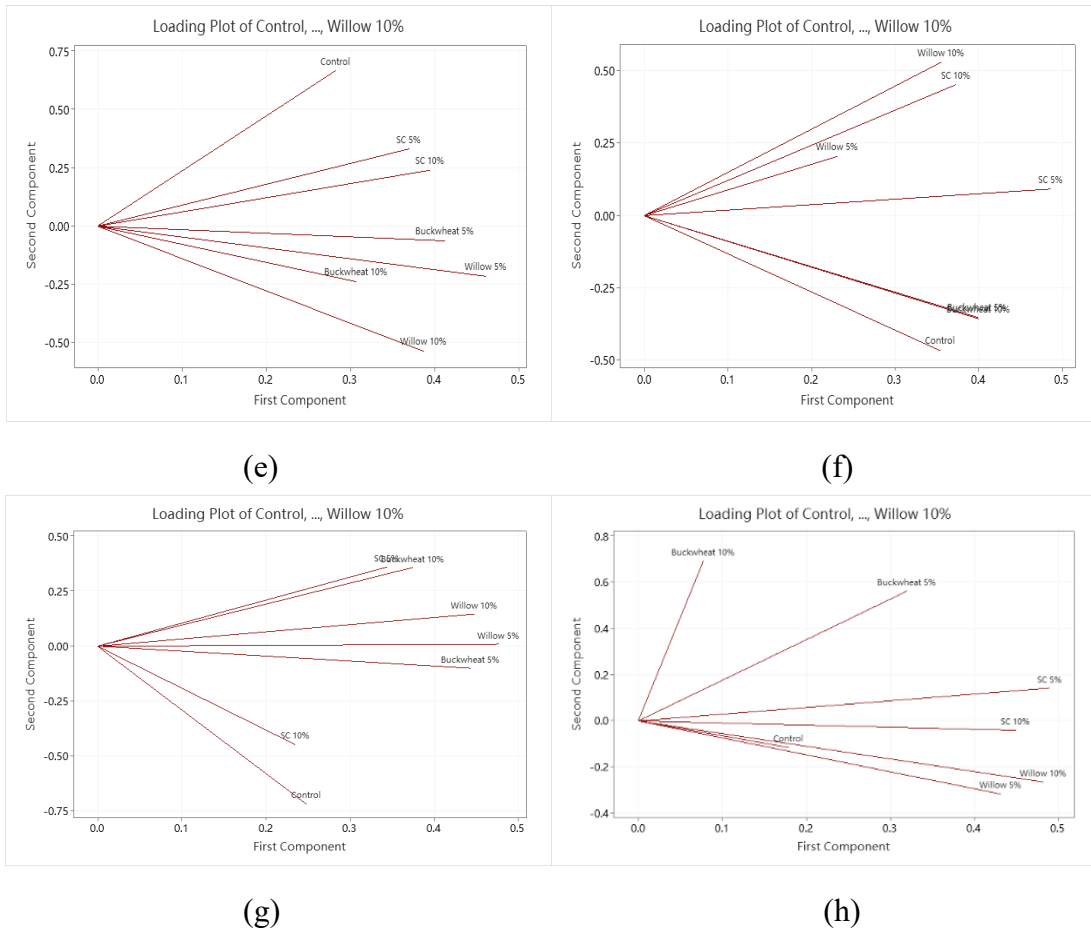 Loading Plot of Control, ..., Willow 10%
0.75
0.50
0.25
0.00
-0.25
-0.50
Second Component
Control
SC 5%
SC 10%
Buckwheat 5%
Willow 5%
Buckwheat 10%
Willow 10%
0.0 0.1 0.2 0.3 0.4 0.5
First Component
(e)
Loading Plot of Control, ..., Willow 10%
0.50
0.25
0.00
-0.25
-0.50
Second Component
Willow 10%
SC 10%
Willow 5%
SC 5%
Buckwheat 5%
Buckwheat 10%
Control
0.0 0.1 0.2 0.3 0.4 0.5
First Component
(f)
Loading Plot of Control, ..., Willow 10%
0.50
0.25
0.00
-0.25
-0.50
-0.75
Second Component
SC 5%
Buckwheat 10%
Willow 10%
Willow 5%
Buckwheat 5%
SC 10%
Control
0.0 0.1 0.2 0.3 0.4 0.5
First Component
(g)
Loading Plot of Control, ..., Willow 10%
0.8
0.6
0.4
0.2
0.0
-0.2
-0.4
Second Component
Buckwheat 10%
Buckwheat 5%
SC 5%
SC 10%
Control
Willow 10%
Willow 5%
0.0 0.1 0.2 0.3 0.4 0.5
First Component
(h)